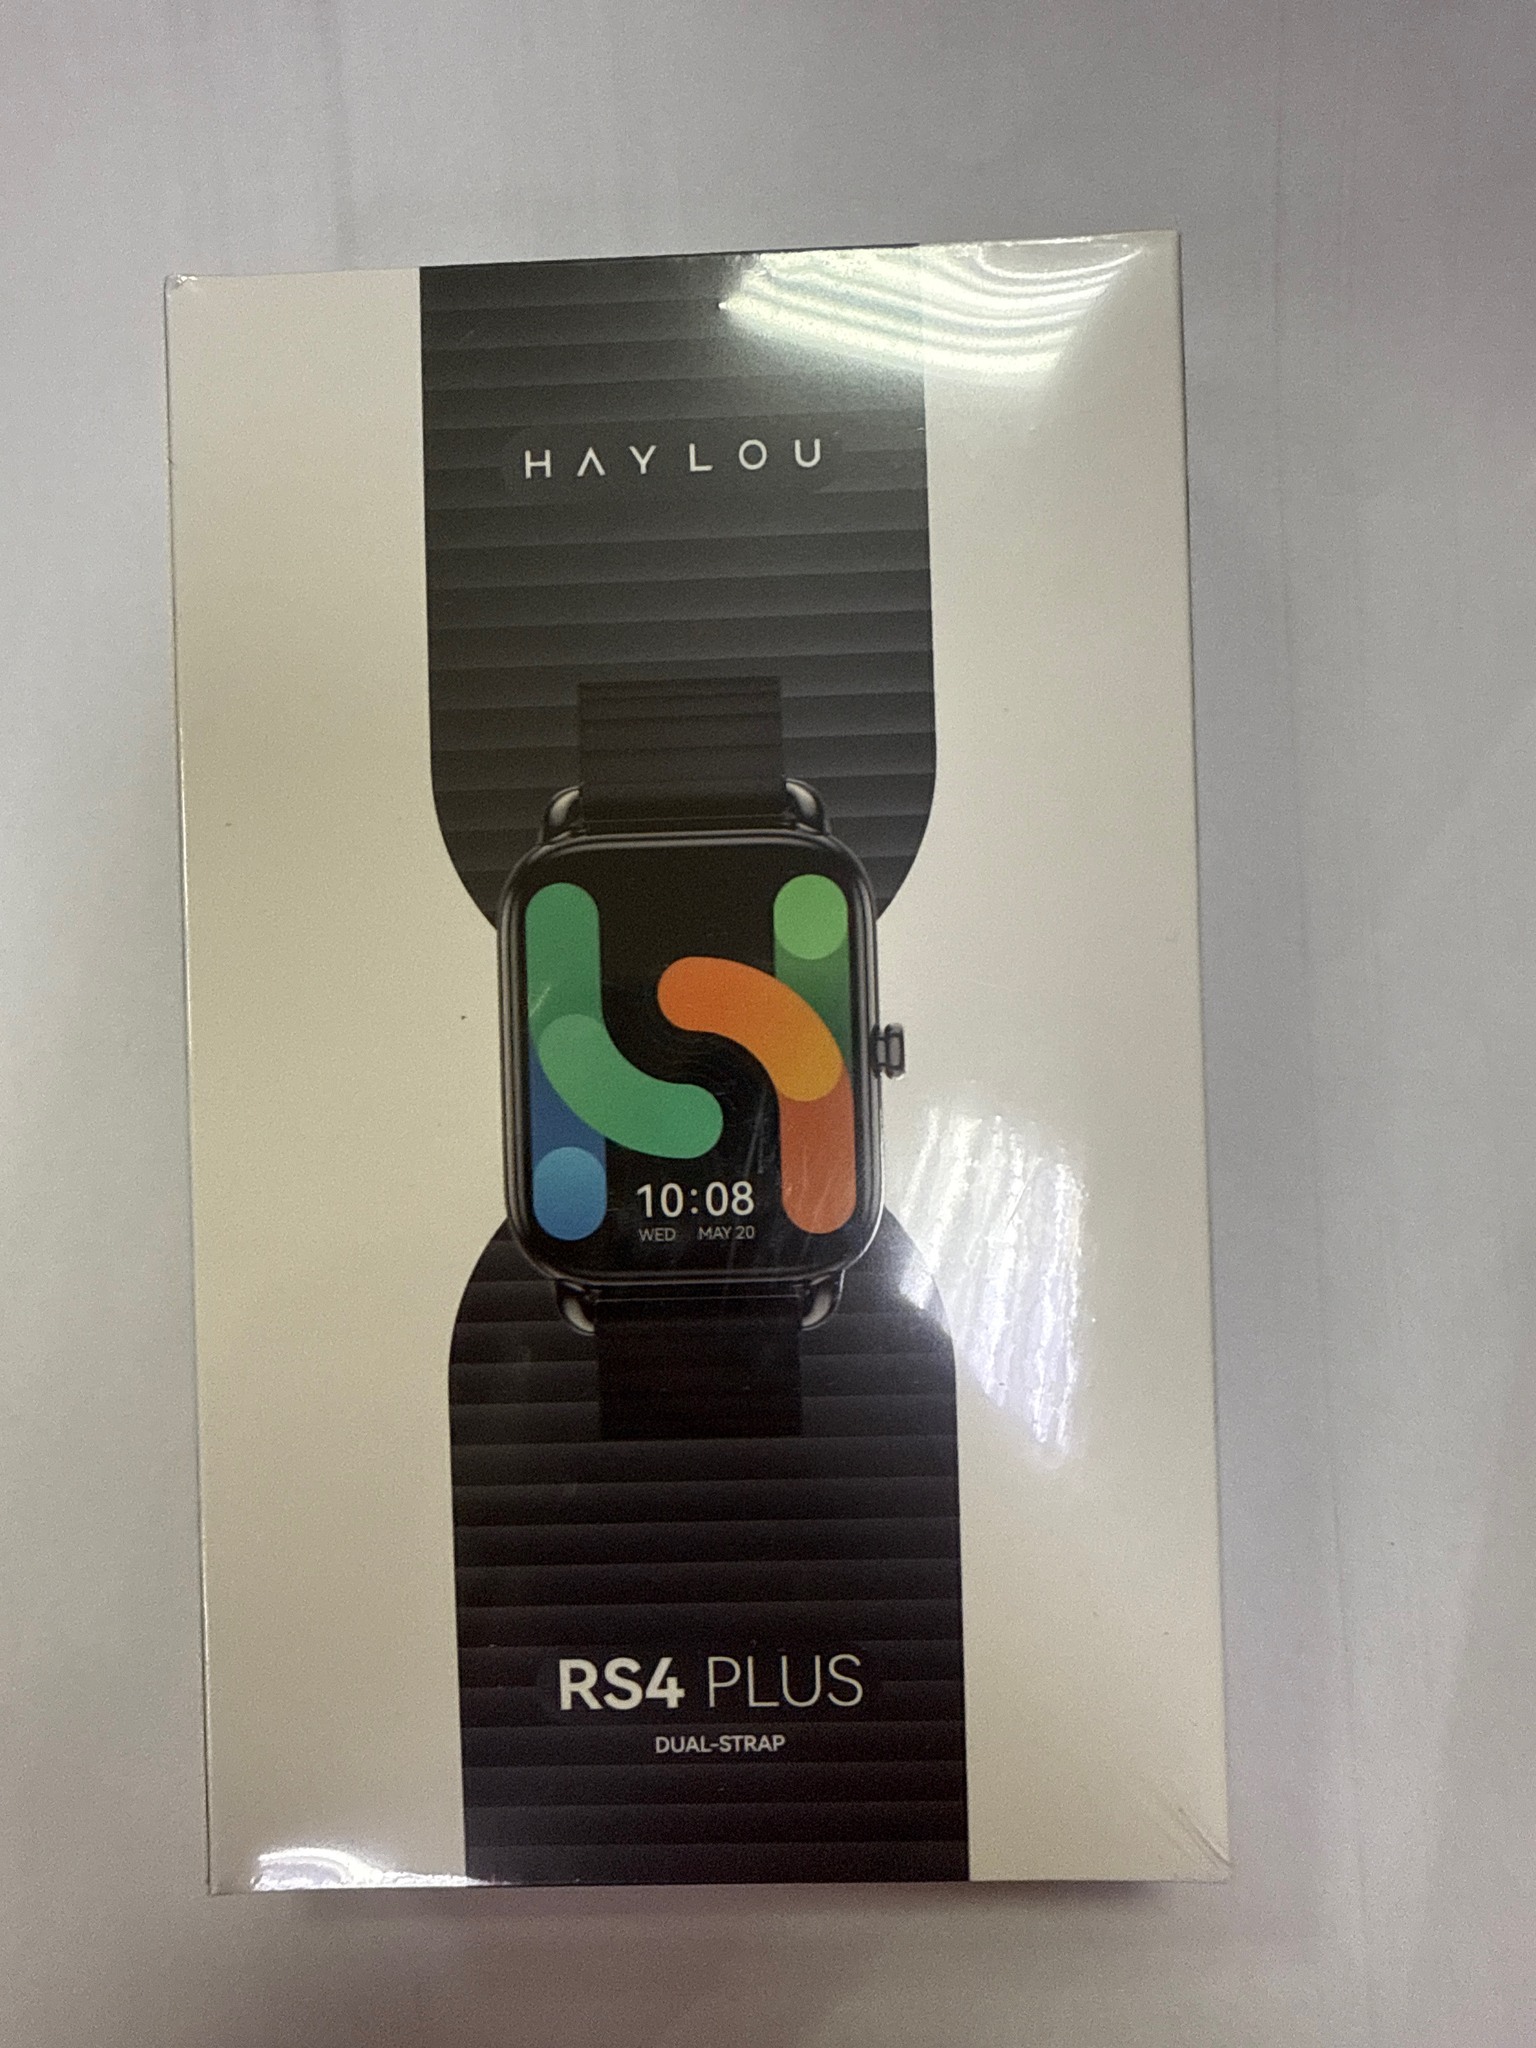 HAYLOU
10:08
WED MAY 20
RS4 PLUS
DUAL-STRAP